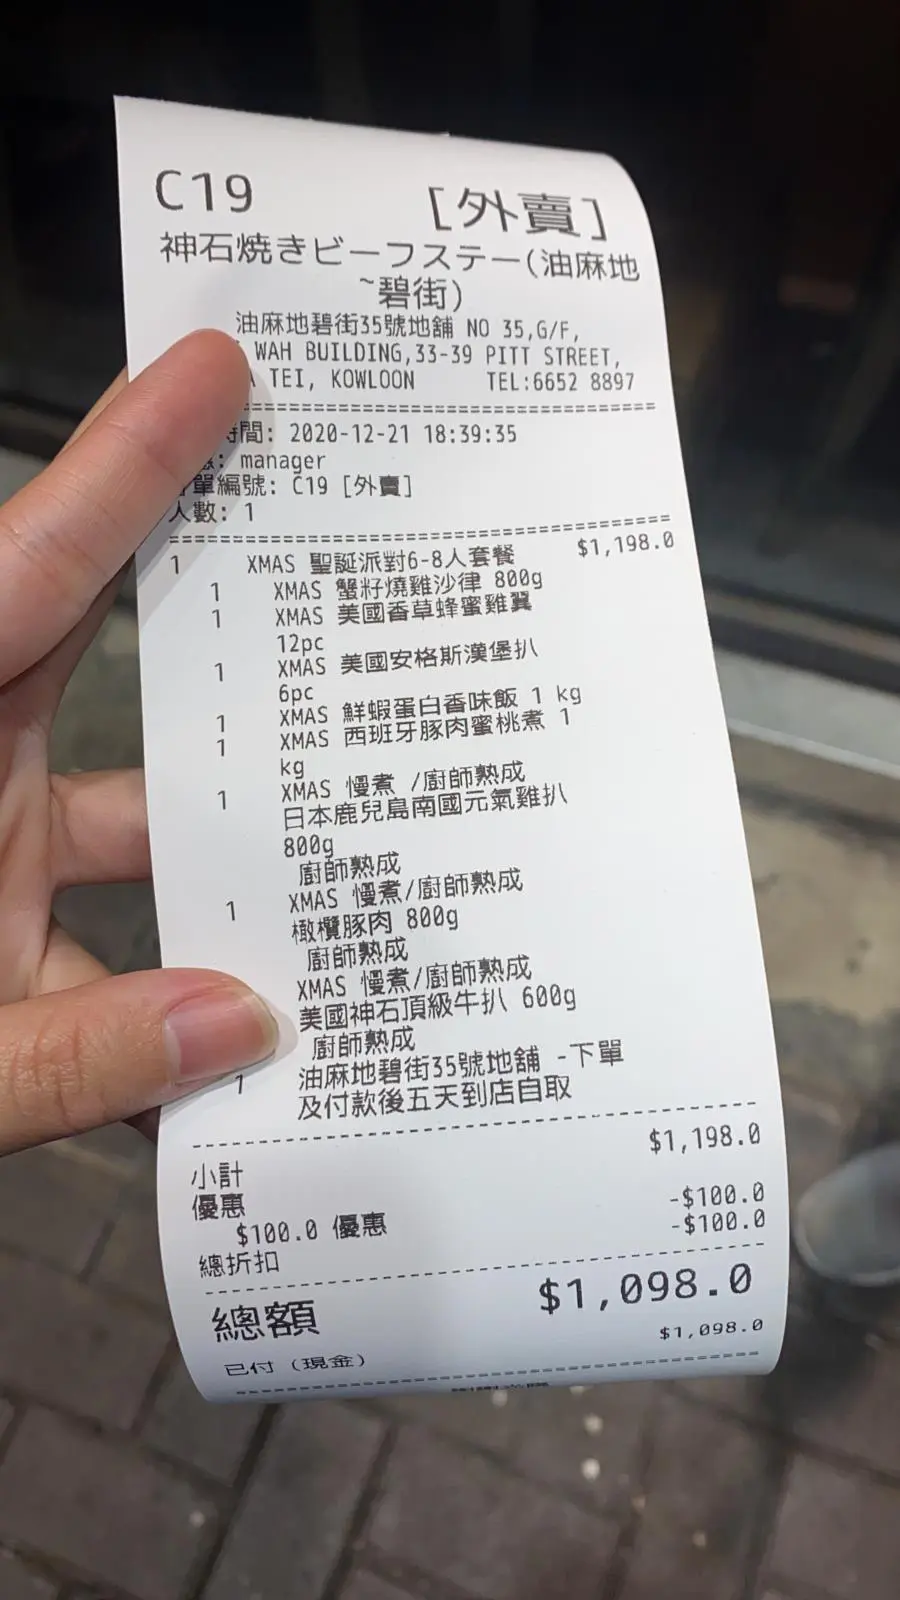 C19 [外賣]
神石焼きビーフステー(油麻地
~碧街)
油麻地碧街35號地舖 NO 35,G/F,
WAH BUILDING,33-39 PITT STREET,
TEI, KOWLOON TEL:6652 8897
時間: 2020-12-21 18:39:35
: manager
單編號: C19 [外賣]
人數: 1
1 XMAS 聖誕派對6-8人套餐 $1,198.0
1 XMAS 蟹籽燒雞沙律 800g
1 XMAS 美國香草蜂蜜雞翼
12pc
1 XMAS 美國安格斯漢堡扒
6pc
1 XMAS 鮮蝦蛋白香味飯 1 kg
1 XMAS 西班牙豚肉蜜桃煮 1
kg
1 XMAS 慢煮 /廚師熟成
日本鹿兒島南國元氣雞扒
800g
廚師熟成
1 XMAS 慢煮/廚師熟成
橄欖豚肉 800g
廚師熟成
XMAS 慢煮/廚師熟成
美國神石頂級牛扒 600g
廚師熟成
1 油麻地碧街35號地舖 -下單
及付款後五天到店自取
小計 $1,198.0
優惠
$100.0 優惠 -$100.0
總折扣 -$100.0
總額 $1,098.0
已付 (現金) $1,098.0